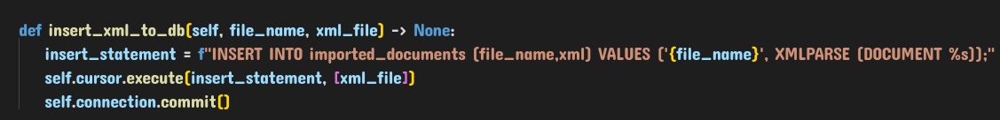 def insert_xml_to_db(self, file_name, xml_file) -> None:
insert_statement = f"INSERT INTO imported_documents (file_name,xml) VALUES ('{file_name}', XMLPARSE (DOCUMENT %s));"
self.cursor.execute(insert_statement, [xml_file])
self.connection.commit()